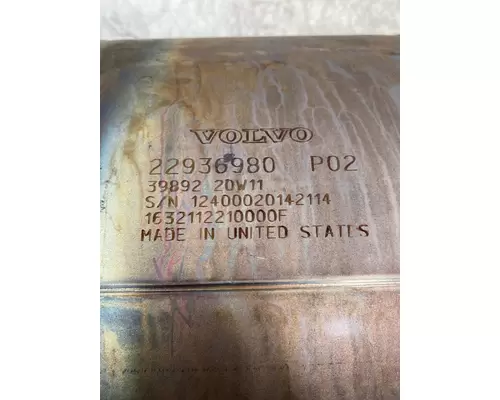 VOLVO
22936980 P02
39892 20W11
S/N 12400020142114
1632112210000F
MADE IN UNITED STATES